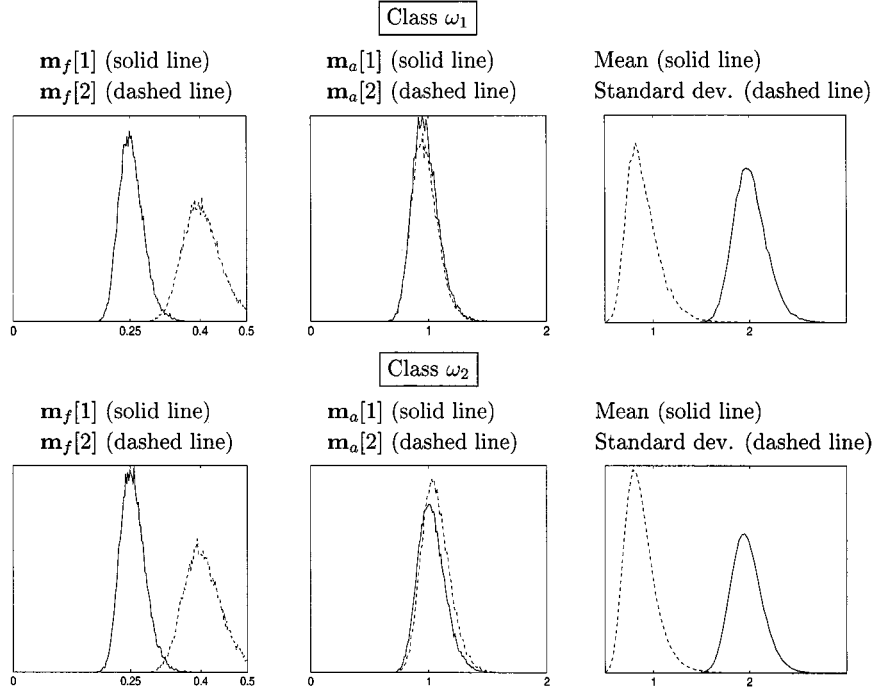 Class ω₁
m_f[1] (solid line)
m_f[2] (dashed line)
m_a[1] (solid line)
m_a[2] (dashed line)
Mean (solid line)
Standard dev. (dashed line)
0 0.25 0.4 0.5
0 1 2
1 2
Class ω₂
m_f[1] (solid line)
m_f[2] (dashed line)
m_a[1] (solid line)
m_a[2] (dashed line)
Mean (solid line)
Standard dev. (dashed line)
0 0.25 0.4 0.5
0 1 2
1 2